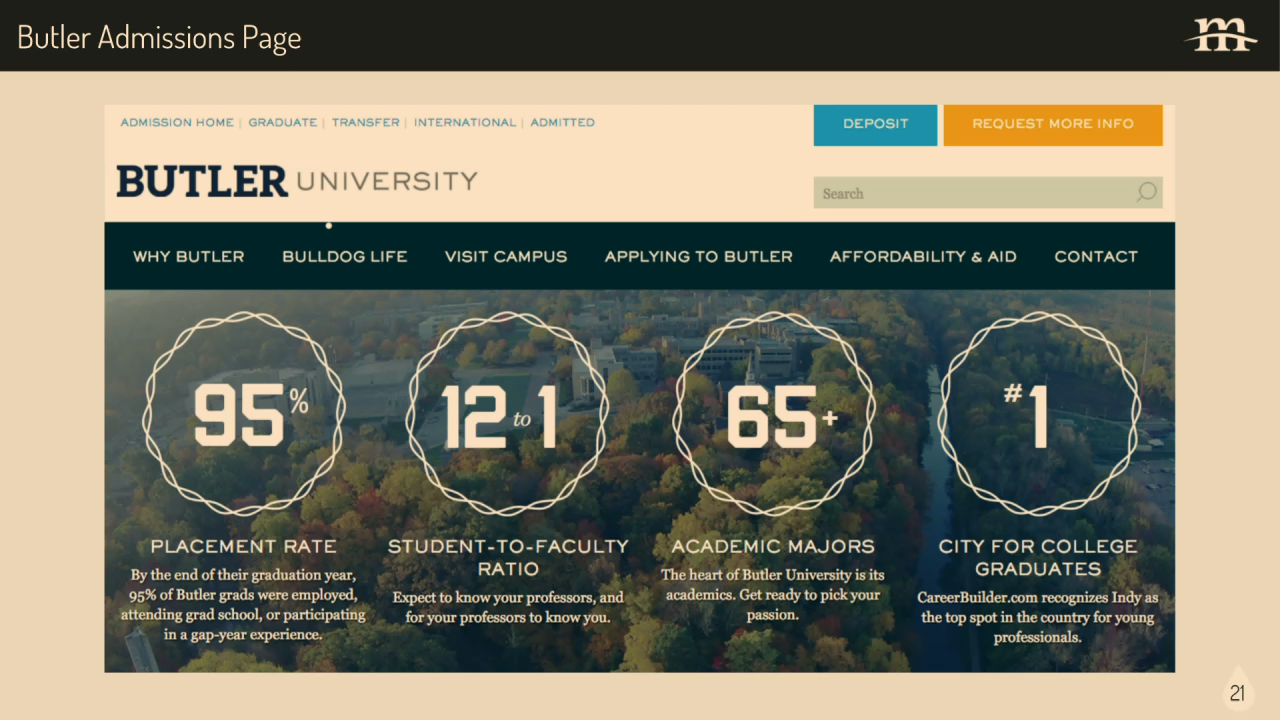 Butler Admissions Page
m
ADMISSION HOME | GRADUATE | TRANSFER | INTERNATIONAL | ADMITTED
DEPOSIT
REQUEST MORE INFO
BUTLER UNIVERSITY
Search
WHY BUTLER
BULLDOG LIFE
VISIT CAMPUS
APPLYING TO BUTLER
AFFORDABILITY & AID
CONTACT
95%
PLACEMENT RATE
By the end of their graduation year,
95% of Butler grads were employed,
attending grad school, or participating
in a gap-year experience.
12 to 1
STUDENT-TO-FACULTY
RATIO
Expect to know your professors, and
for your professors to know you.
65+
ACADEMIC MAJORS
The heart of Butler University is its
academics. Get ready to pick your
passion.
#1
CITY FOR COLLEGE
GRADUATES
CareerBuilder.com recognizes Indy as
the top spot in the country for young
professionals.
21